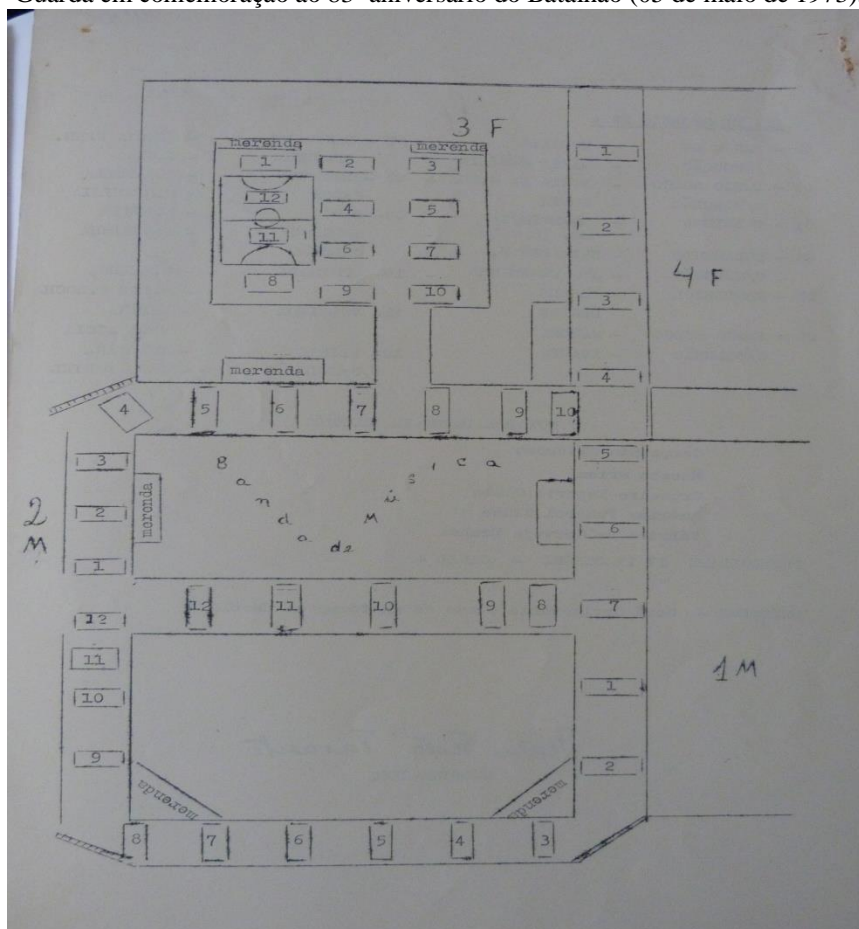 Guarda em comemoração ao 85º aniversário do Batalhão (05 de maio de 1973)
3 F
merenda merenda
1 2 3 1
12 4 5
11 6 7 2
8 9 10 3
4 F
merenda
4
4 5 6 7 8 9 10
3 Banda de Música 5
2
M
2 merenda 6
1
12 12 11 10 9 8 7
11 1
1 M
10
9 2
merenda merenda
8 7 6 5 4 3